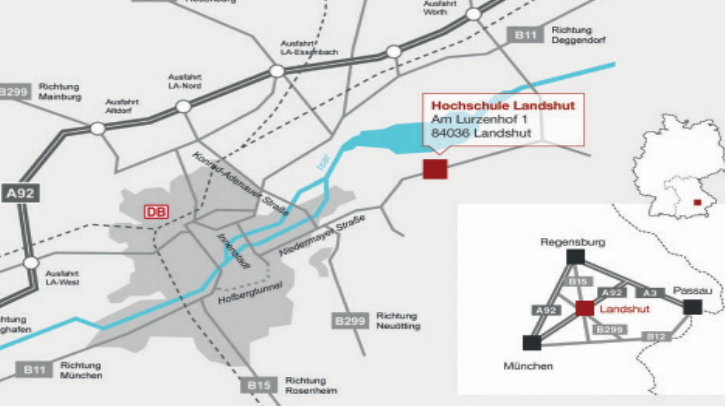 Ausfahrt
Wörth
B11
Richtung
Deggendorf
Ausfahrt
LA-Essenbach
Ausfahrt
LA-Nord
B299
Richtung
Mainburg
Ausfahrt
Altdorf
Hochschule Landshut
Am Lurzenhof 1
84036 Landshut
Isar
Konrad-Adenauer Straße
A92
DB
Innenstadt
Niedermayer Straße
Ausfahrt
LA-West
Hofbergtunnel
B299
Richtung
Neuötting
B11
Richtung
München
B15
Richtung
Rosenheim
Regensburg
B15
A92
A3
Passau
A92
Landshut
B299
B12
München